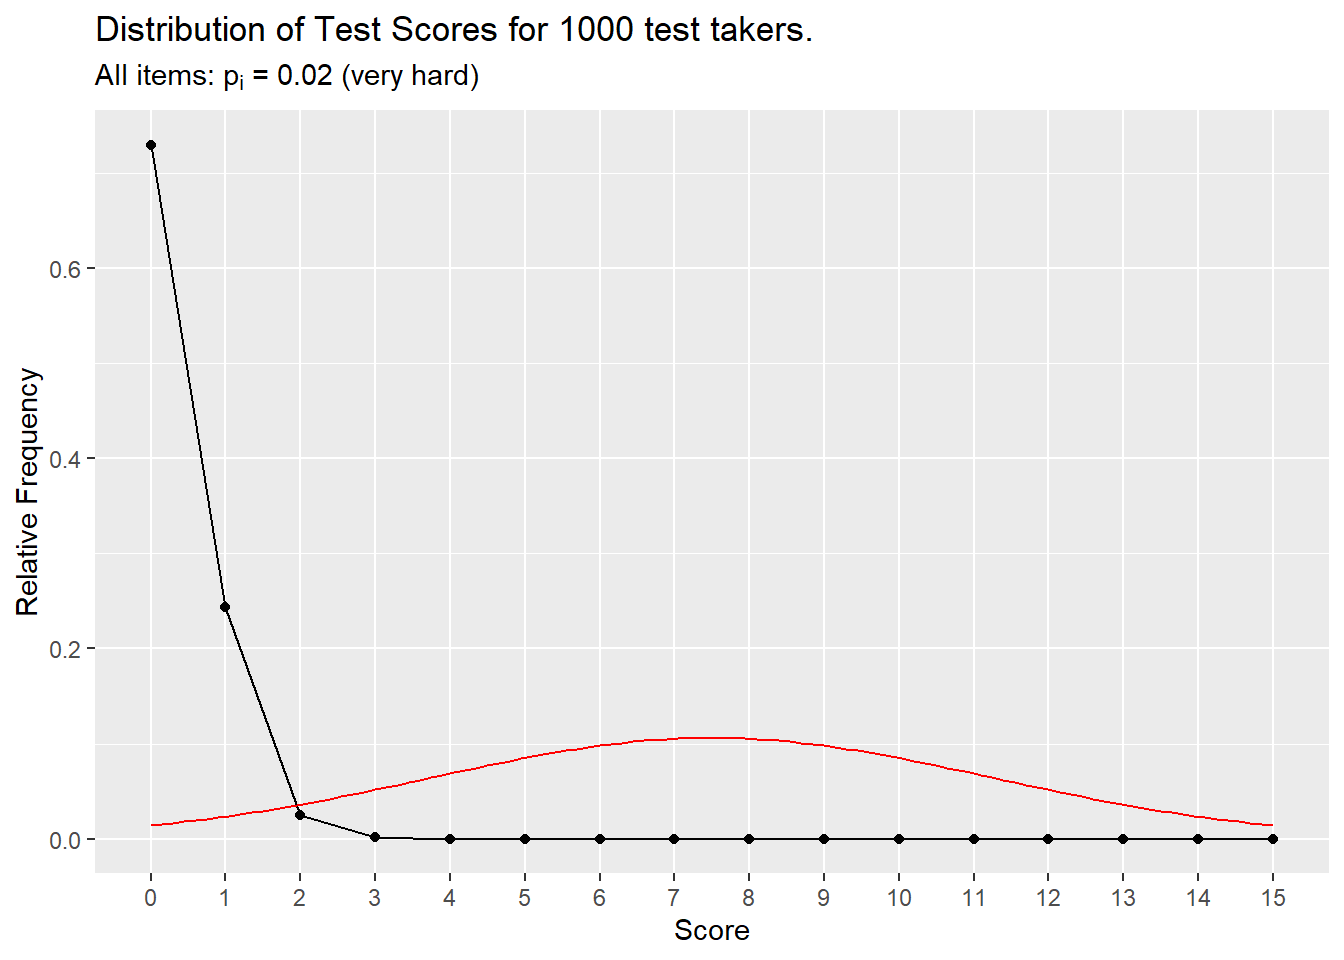 Distribution of Test Scores for 1000 test takers.
All items: pᵢ = 0.02 (very hard)
Relative Frequency
0.6
0.4
0.2
0.0
0 1 2 3 4 5 6 7 8 9 10 11 12 13 14 15
Score